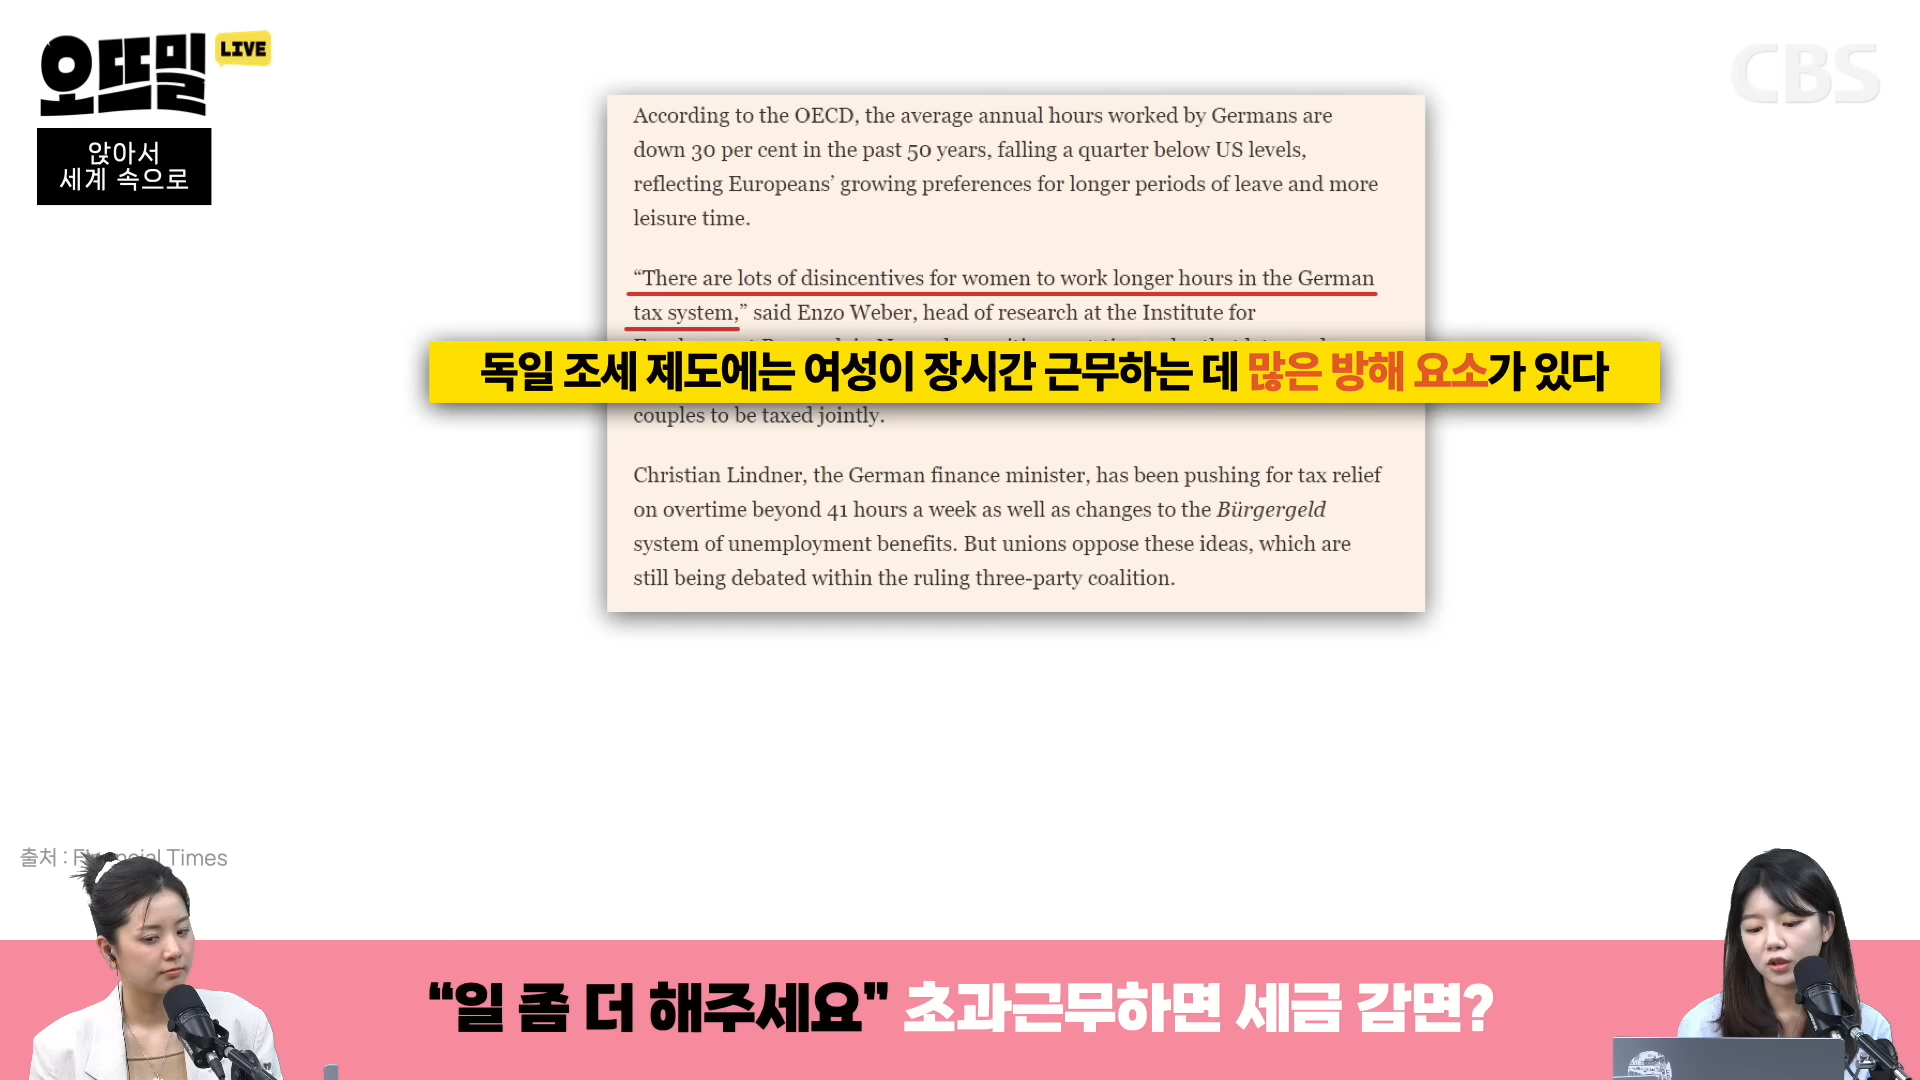 오뜨밀
LIVE
CBS
앉아서
세계 속으로
According to the OECD, the average annual hours worked by Germans are
down 30 per cent in the past 50 years, falling a quarter below US levels,
reflecting Europeans’ growing preferences for longer periods of leave and more
leisure time.
“There are lots of disincentives for women to work longer hours in the German
tax system,” said Enzo Weber, head of research at the Institute for
독일 조세 제도에는 여성이 장시간 근무하는 데 많은 방해 요소가 있다
couples to be taxed jointly.
Christian Lindner, the German finance minister, has been pushing for tax relief
on overtime beyond 41 hours a week as well as changes to the Bürgergeld
system of unemployment benefits. But unions oppose these ideas, which are
still being debated within the ruling three-party coalition.
출처 : Financial Times
“일 좀 더 해주세요” 초과근무하면 세금 감면?